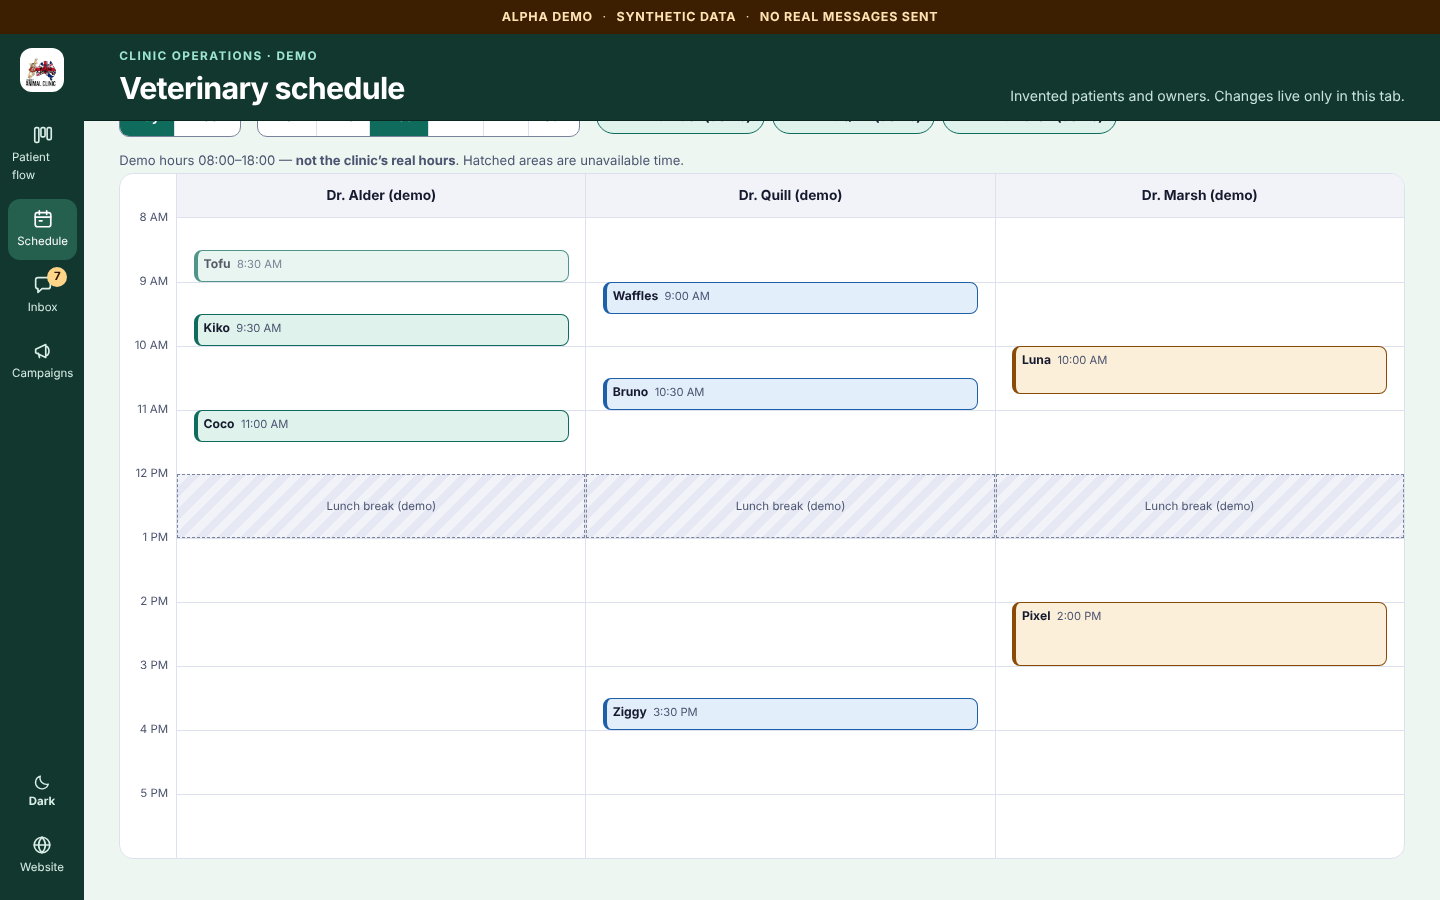 ALPHA DEMO · SYNTHETIC DATA · NO REAL MESSAGES SENT
CLINIC OPERATIONS · DEMO
Veterinary schedule
Invented patients and owners. Changes live only in this tab.
ANIMAL CLINIC
Patient
flow
Schedule
7
Inbox
Campaigns
Dark
Website
Demo hours 08:00–18:00 — not the clinic's real hours. Hatched areas are unavailable time.
Dr. Alder (demo)
Dr. Quill (demo)
Dr. Marsh (demo)
8 AM
Tofu 8:30 AM
9 AM
Waffles 9:00 AM
Kiko 9:30 AM
10 AM
Luna 10:00 AM
Bruno 10:30 AM
11 AM
Coco 11:00 AM
12 PM
Lunch break (demo)
Lunch break (demo)
Lunch break (demo)
1 PM
2 PM
Pixel 2:00 PM
3 PM
Ziggy 3:30 PM
4 PM
5 PM